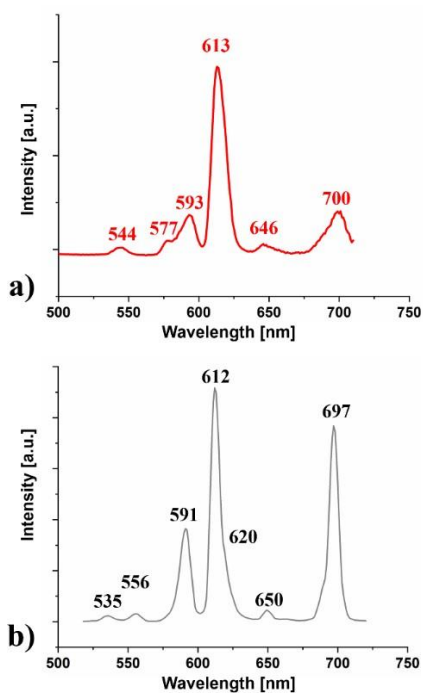 613
593
700
577
544
646
Intensity [a.u.]
a)
500 550 600 650 700 750
Wavelength [nm]
612
697
591
620
556
535
650
Intensity [a.u.]
b)
500 550 600 650 700 750
Wavelength [nm]